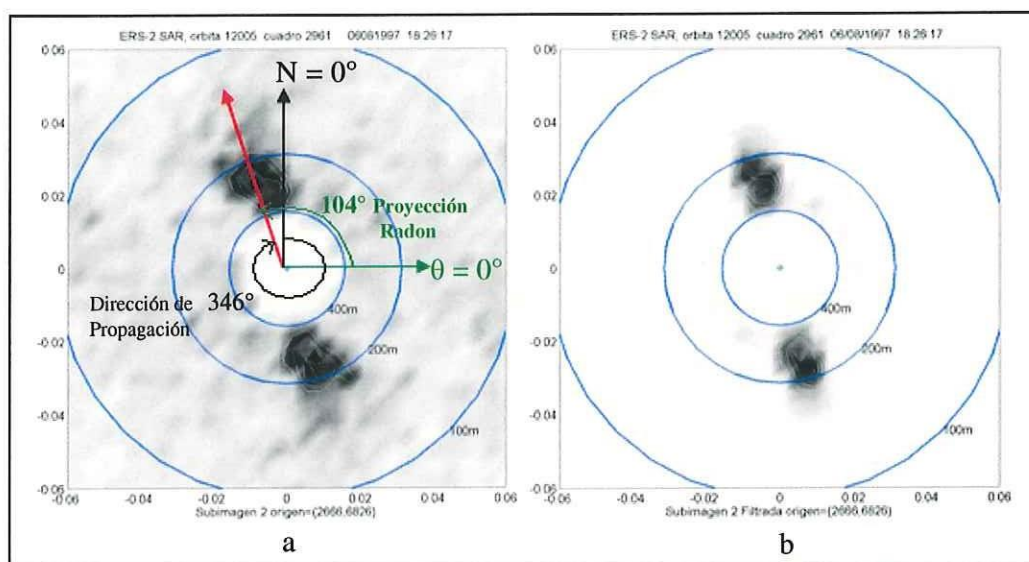 ERS-2 SAR, orbita 12005 cuadro 2961 06081997 18 26 17
N = 0°
104° Proyección
Radon
θ = 0°
Dirección de 346°
Propagación
400m
200m
100m
0.06
0.04
0.02
0
-0.02
-0.04
-0.06
-0.06 -0.04 -0.02 0 0.02 0.04 0.06
Subimagen 2 origen={2666,6826}
a
ERS-2 SAR, orbita 12005 cuadro 2961 06/08/1997 18 26 17
400m
200m
100m
0.06
0.04
0.02
0
-0.02
-0.04
-0.06
-0.06 -0.04 -0.02 0 0.02 0.04 0.06
Subimagen 2 Filtrada origen={2666,6826}
b